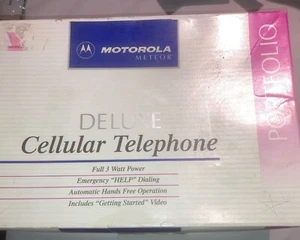 MOTOROLA
METEOR
DELUXE
Cellular Telephone
Full 3 Watt Power
Emergency "HELP" Dialing
Automatic Hands Free Operation
Includes "Getting Started" Video
PORTFOLIO